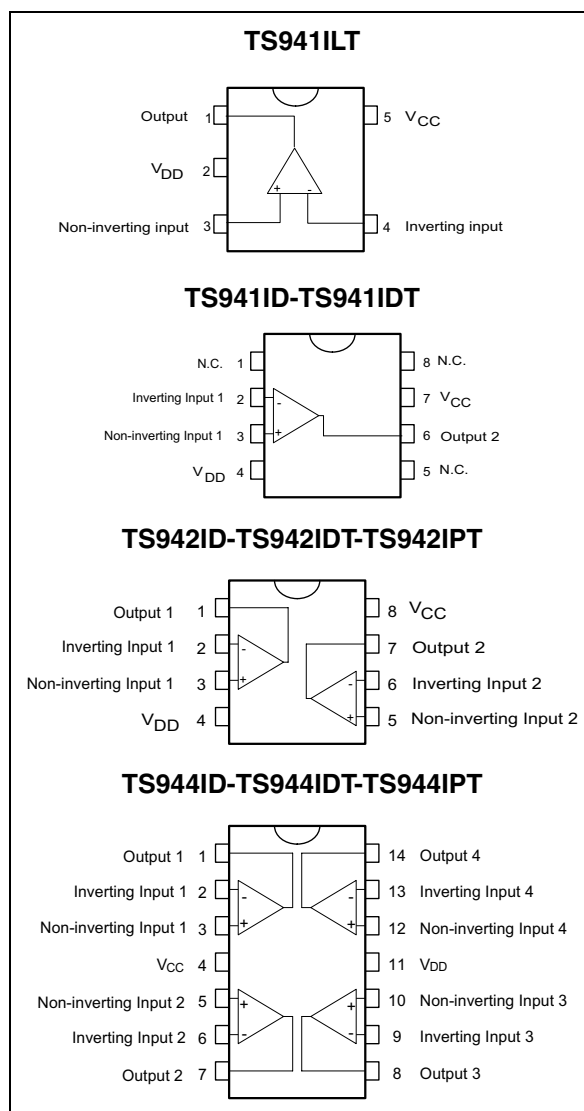 TS941ILT
Output 1 5 VCC
VDD 2
+ -
Non-inverting input 3 4 Inverting input
TS941ID-TS941IDT
N.C. 1 8 N.C.
Inverting Input 1 2 - 7 VCC
Non-inverting Input 1 3 + 6 Output 2
VDD 4 5 N.C.
TS942ID-TS942IDT-TS942IPT
Output 1 1 8 VCC
Inverting Input 1 2 - 7 Output 2
Non-inverting Input 1 3 + - 6 Inverting Input 2
VDD 4 + 5 Non-inverting Input 2
TS944ID-TS944IDT-TS944IPT
Output 1 1 14 Output 4
Inverting Input 1 2 - - 13 Inverting Input 4
Non-inverting Input 1 3 + + 12 Non-inverting Input 4
VCC 4 11 VDD
Non-inverting Input 2 5 + + 10 Non-inverting Input 3
Inverting Input 2 6 - - 9 Inverting Input 3
Output 2 7 8 Output 3